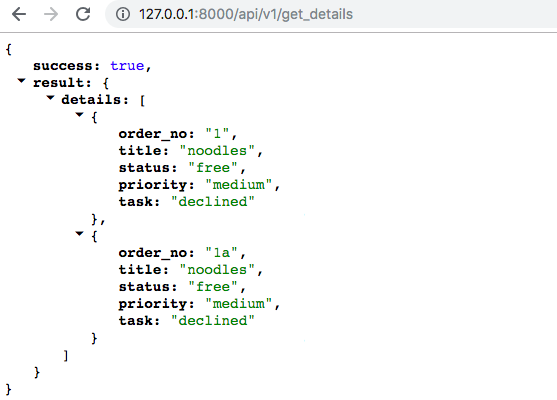 127.0.0.1:8000/api/v1/get_details
{
success: true,
result: {
details: [
{
order_no: "1",
title: "noodles",
status: "free",
priority: "medium",
task: "declined"
},
{
order_no: "1a",
title: "noodles",
status: "free",
priority: "medium",
task: "declined"
}
]
}
}